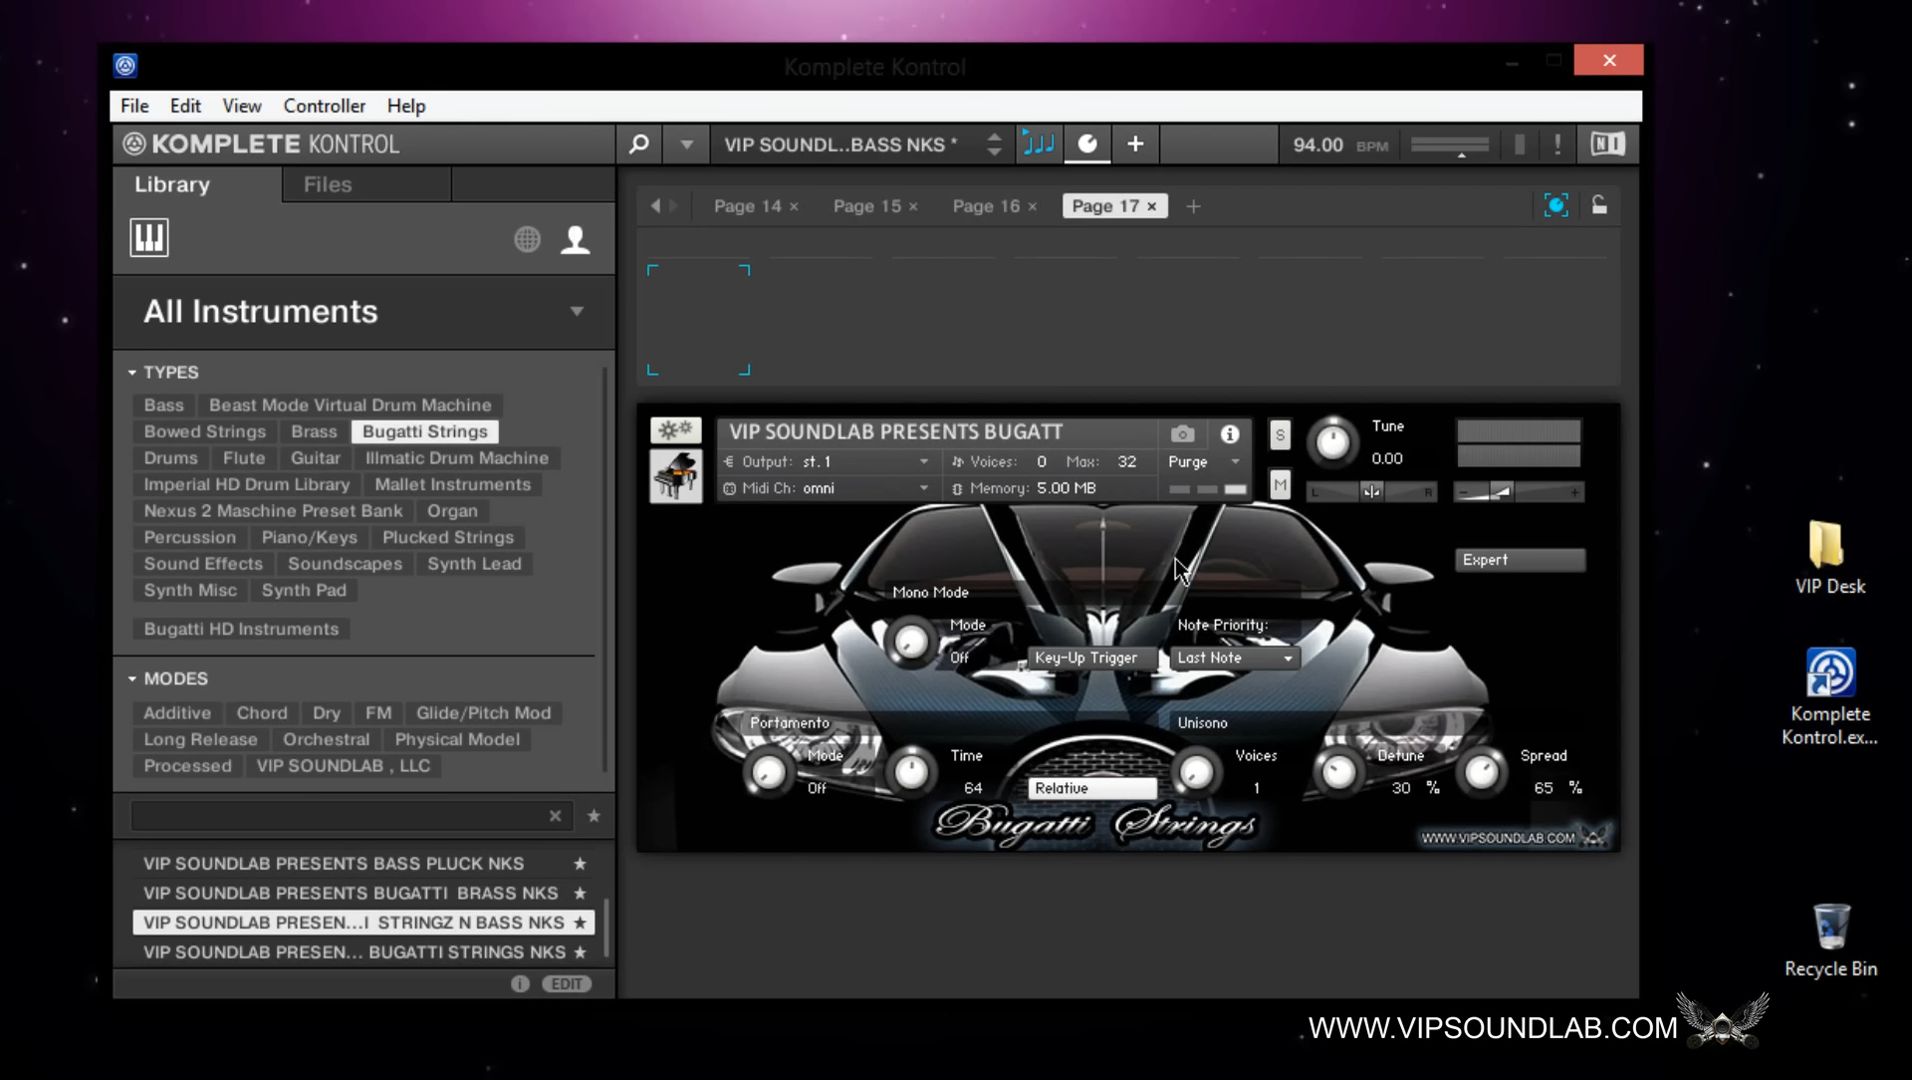 Komplete Kontrol
File Edit View Controller Help
KOMPLETE KONTROL
VIP SOUNDL..BASS NKS *
94.00 BPM
Library Files
Page 14 × Page 15 × Page 16 × Page 17 × +
All Instruments
TYPES
Bass Beast Mode Virtual Drum Machine
Bowed Strings Brass Bugatti Strings
Drums Flute Guitar Illmatic Drum Machine
Imperial HD Drum Library Mallet Instruments
Nexus 2 Maschine Preset Bank Organ
Percussion Piano/Keys Plucked Strings
Sound Effects Soundscapes Synth Lead
Synth Misc Synth Pad
Bugatti HD Instruments
MODES
Additive Chord Dry FM Glide/Pitch Mod
Long Release Orchestral Physical Model
Processed VIP SOUNDLAB , LLC
VIP SOUNDLAB PRESENTS BASS PLUCK NKS
VIP SOUNDLAB PRESENTS BUGATTI BRASS NKS
VIP SOUNDLAB PRESEN...I STRINGZ N BASS NKS
VIP SOUNDLAB PRESEN... BUGATTI STRINGS NKS
i EDIT
VIP SOUNDLAB PRESENTS BUGATT
Output: st.1 Voices: 0 Max: 32 Purge
Midi Ch: omni Memory: 5.00 MB
S
M
Tune
0.00
L R - +
Expert
Mono Mode
Mode Note Priority:
Off Key-Up Trigger Last Note
Portamento Unisono
Mode Time Voices Detune Spread
Off 64 Relative 1 30 % 65 %
Bugatti Strings
WWW.VIPSOUNDLAB.COM
VIP Desk
Komplete
Kontrol.ex...
Recycle Bin
WWW.VIPSOUNDLAB.COM